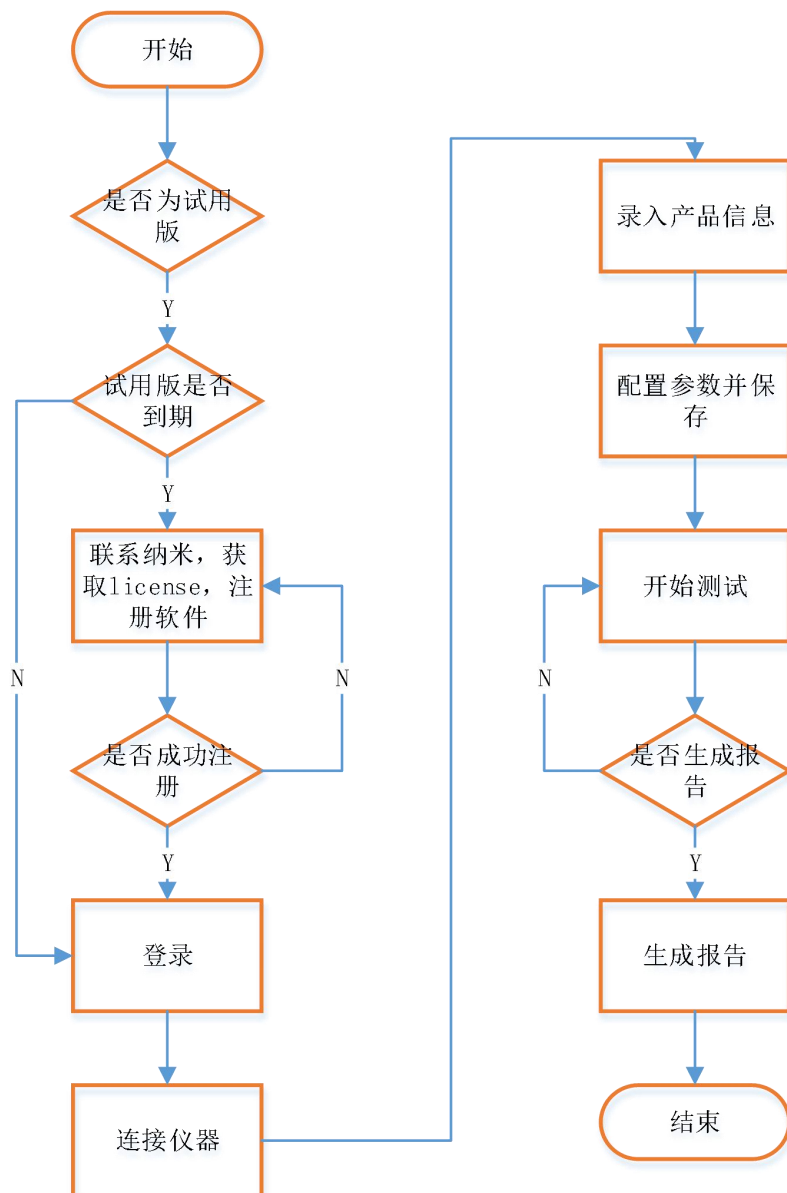 开始
是否为试用
版
Y
试用版是否
到期
Y
联系纳米，获
取license，注
册软件
N
N
是否成功注
册
Y
登录
连接仪器
录入产品信息
配置参数并保
存
开始测试
N
是否生成报
告
Y
生成报告
结束